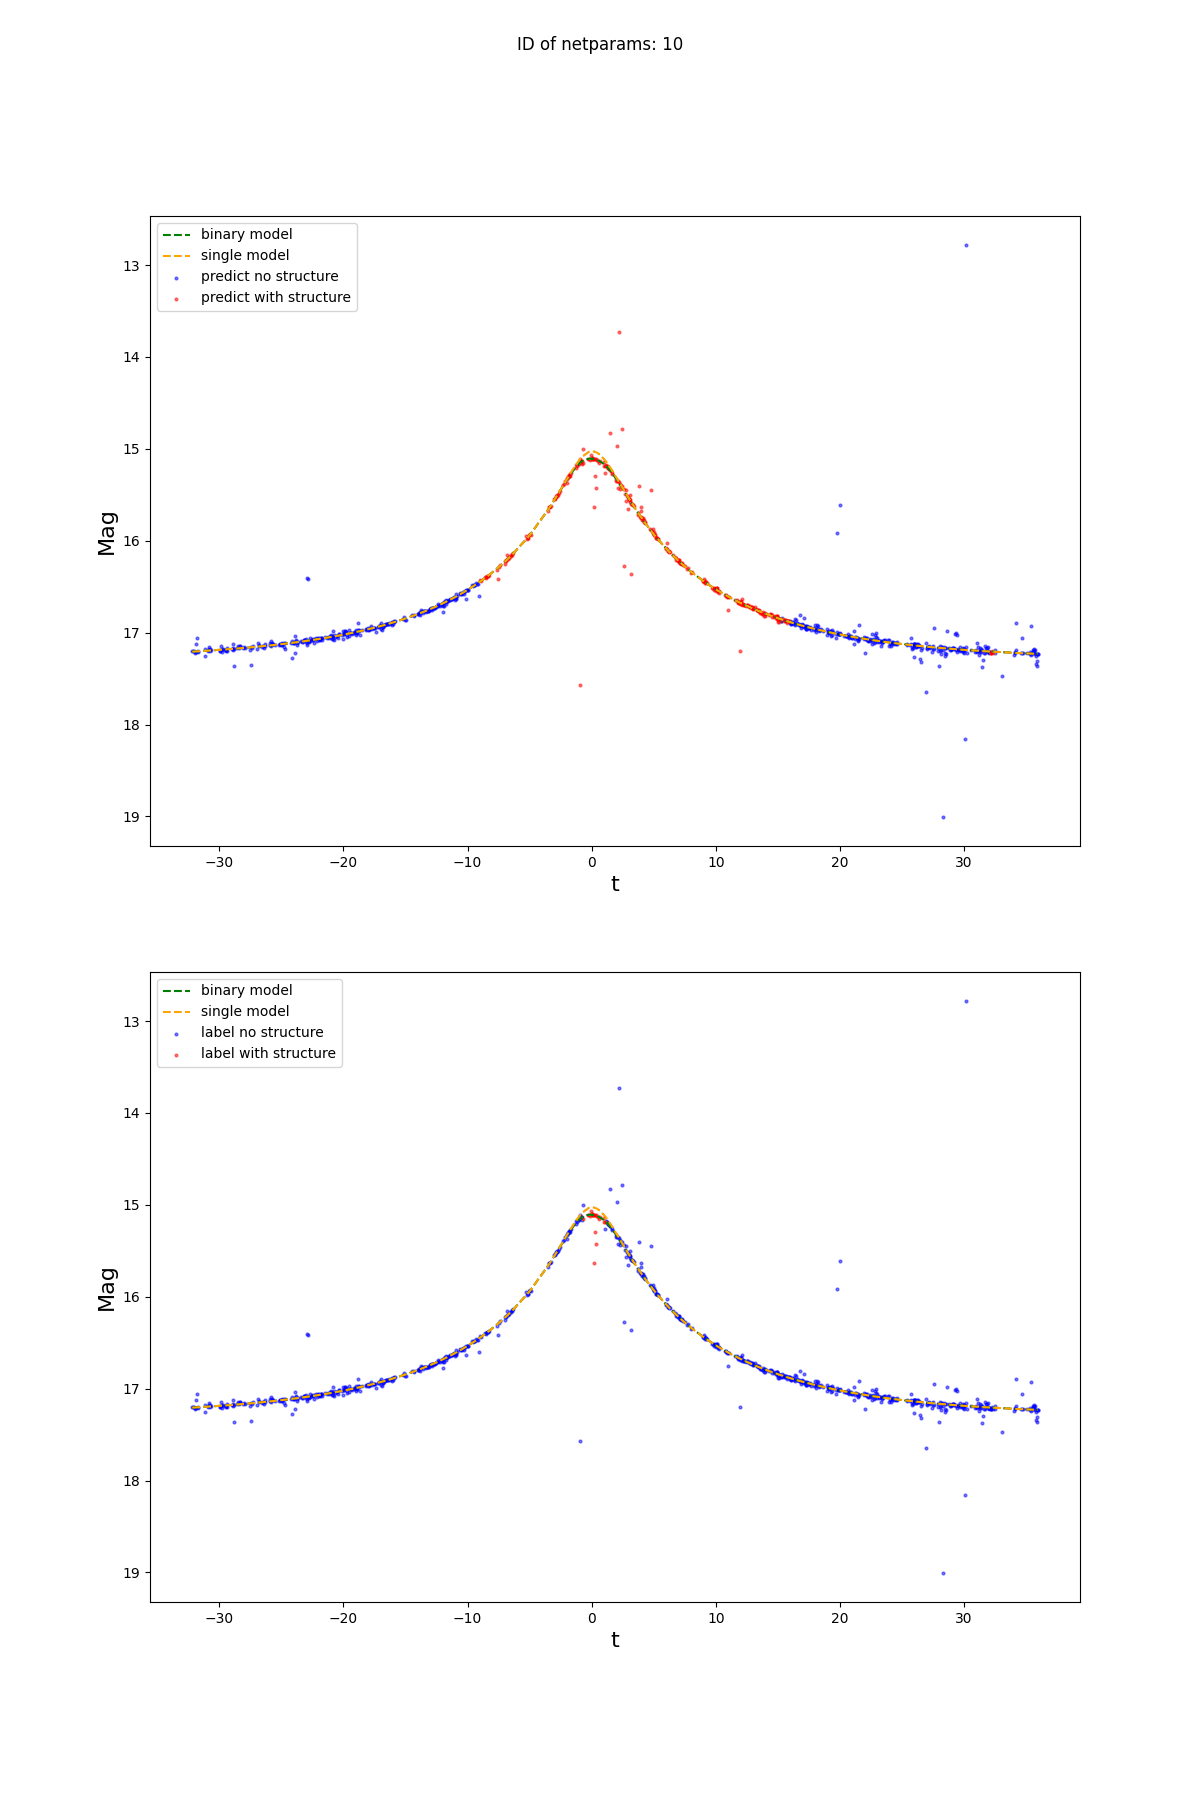 ID of netparams: 10
binary model
single model
predict no structure
predict with structure
13
14
15
16
17
18
19
Mag
−30
−20
−10
0
10
20
30
t
binary model
single model
label no structure
label with structure
13
14
15
16
17
18
19
Mag
−30
−20
−10
0
10
20
30
t